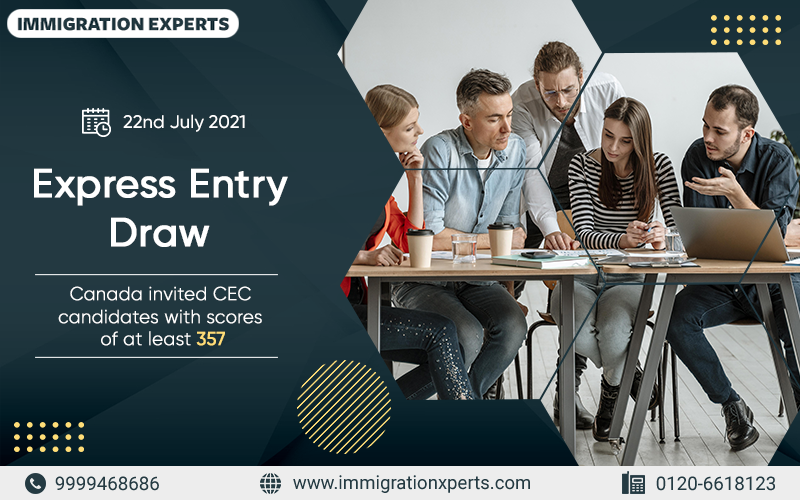 IMMIGRATION EXPERTS
22nd July 2021
Express Entry
Draw
Canada invited CEC
candidates with scores
of at least 357
9999468686
www.immigrationxperts.com
0120-6618123